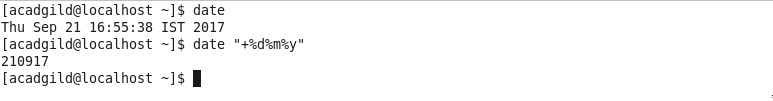 [acadgild@localhost ~]$ date
Thu Sep 21 16:55:38 IST 2017
[acadgild@localhost ~]$ date "+%d%m%y"
210917
[acadgild@localhost ~]$